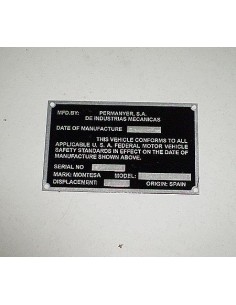 MFD.BY: PERMANYER, S.A.
DE INDUSTRIAS MECANICAS
DATE OF MANUFACTURE
THIS VEHICLE CONFORMS TO ALL
APPLICABLE U. S. A. FEDERAL MOTOR VEHICLE
SAFETY STANDARDS IN EFFECT ON THE DATE OF
MANUFACTURE SHOWN ABOVE.
SERIAL NO
MARK: MONTESA MODEL:
DISPLACEMENT: ORIGIN: SPAIN